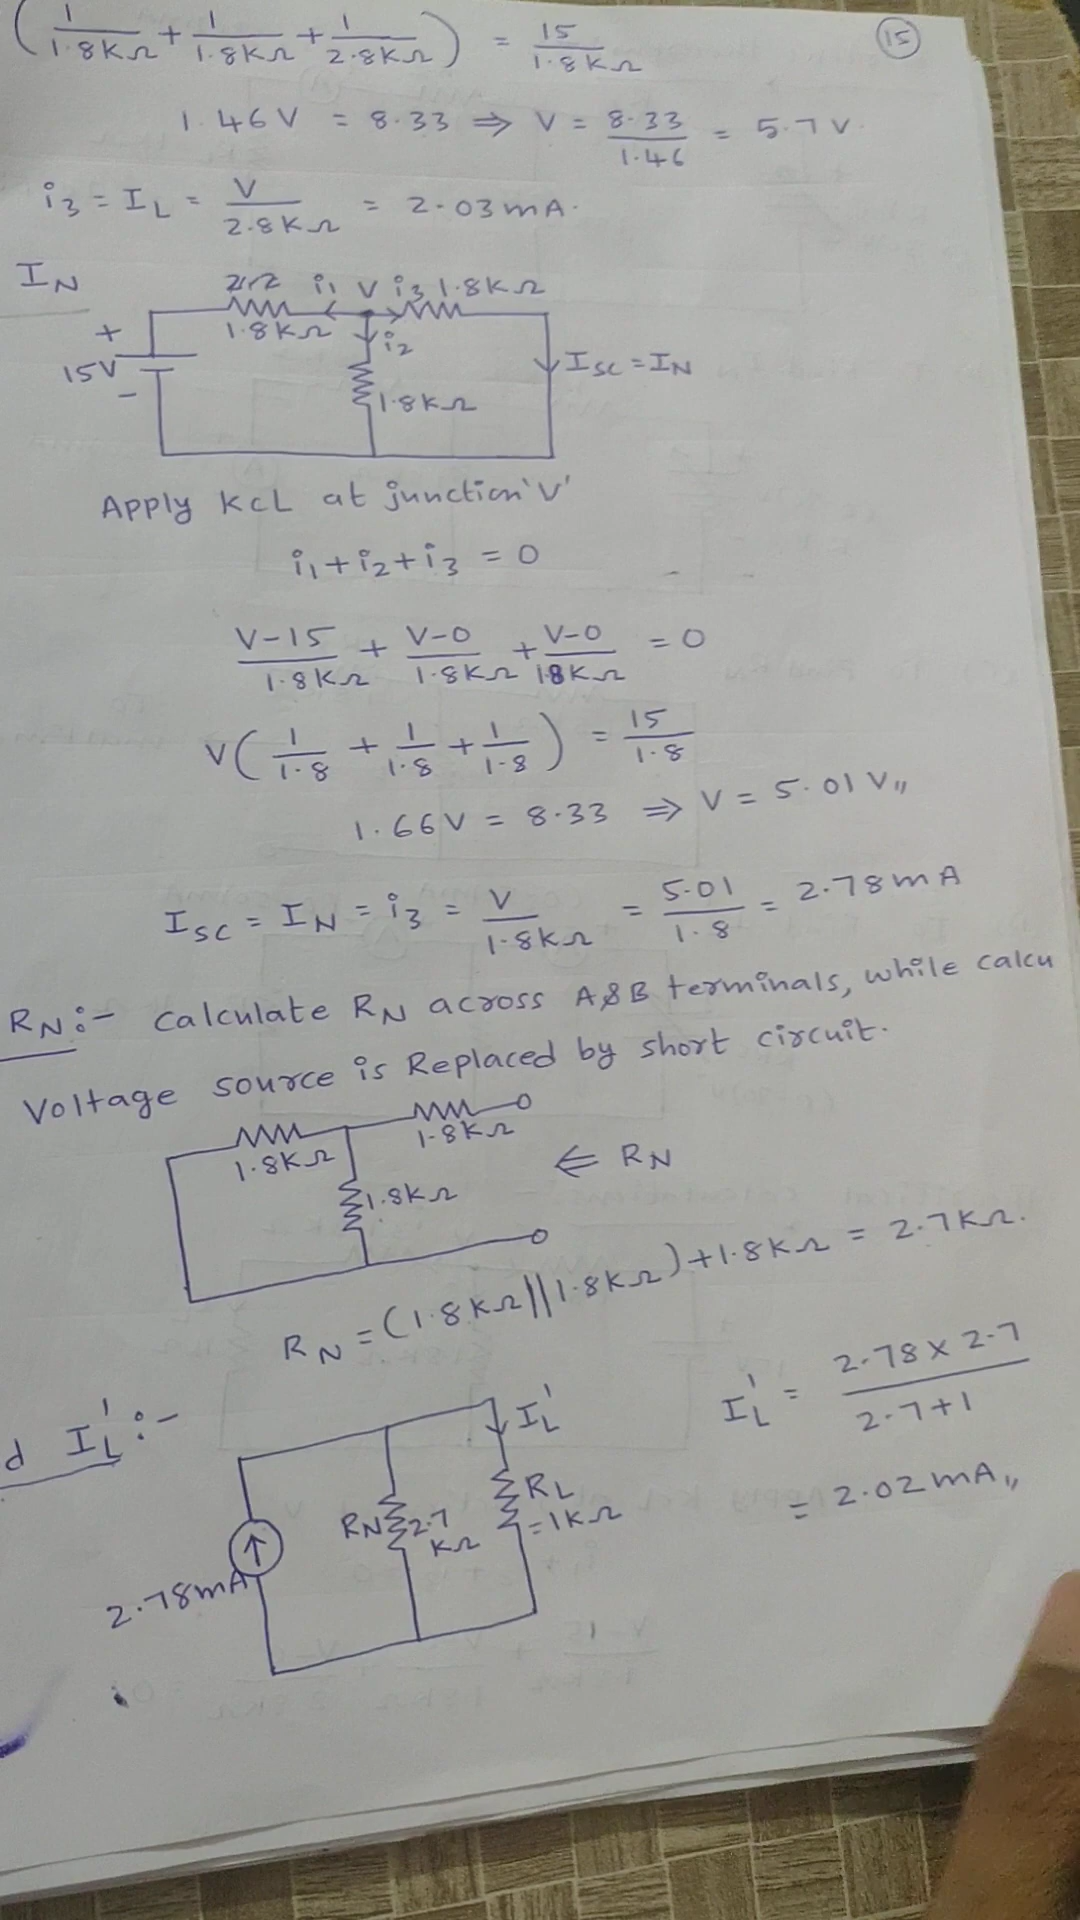 (1/1.8KΩ + 1/1.8KΩ + 1/2.8KΩ) = 15/1.8KΩ
15
1.46V = 8.33 ⇒ V = 8.33/1.46 = 5.7V.
i3 = IL = V/2.8KΩ = 2.03mA.
IN
i1 V i3 1.8KΩ
1.8KΩ i2
+
15V
-
1.8KΩ
ISC = IN
Apply KCL at junction 'V'
i1 + i2 + i3 = 0
V-15/1.8KΩ + V-0/1.8KΩ + V-0/1.8KΩ = 0
V(1/1.8 + 1/1.8 + 1/1.8) = 15/1.8
1.66V = 8.33 ⇒ V = 5.01V,,
ISC = IN = i3 = V/1.8KΩ = 5.01/1.8 = 2.78mA
RN:- calculate RN across A&B terminals, while calcu
Voltage source is Replaced by short circuit.
1.8KΩ
1.8KΩ
1.8KΩ
⇐ RN
RN = (1.8KΩ||1.8KΩ)+1.8KΩ = 2.7KΩ.
d IL':-
IL'
RN 2.7KΩ
RL = 1KΩ
2.78mA
IL' = 2.78 x 2.7/2.7+1
= 2.02mA,,